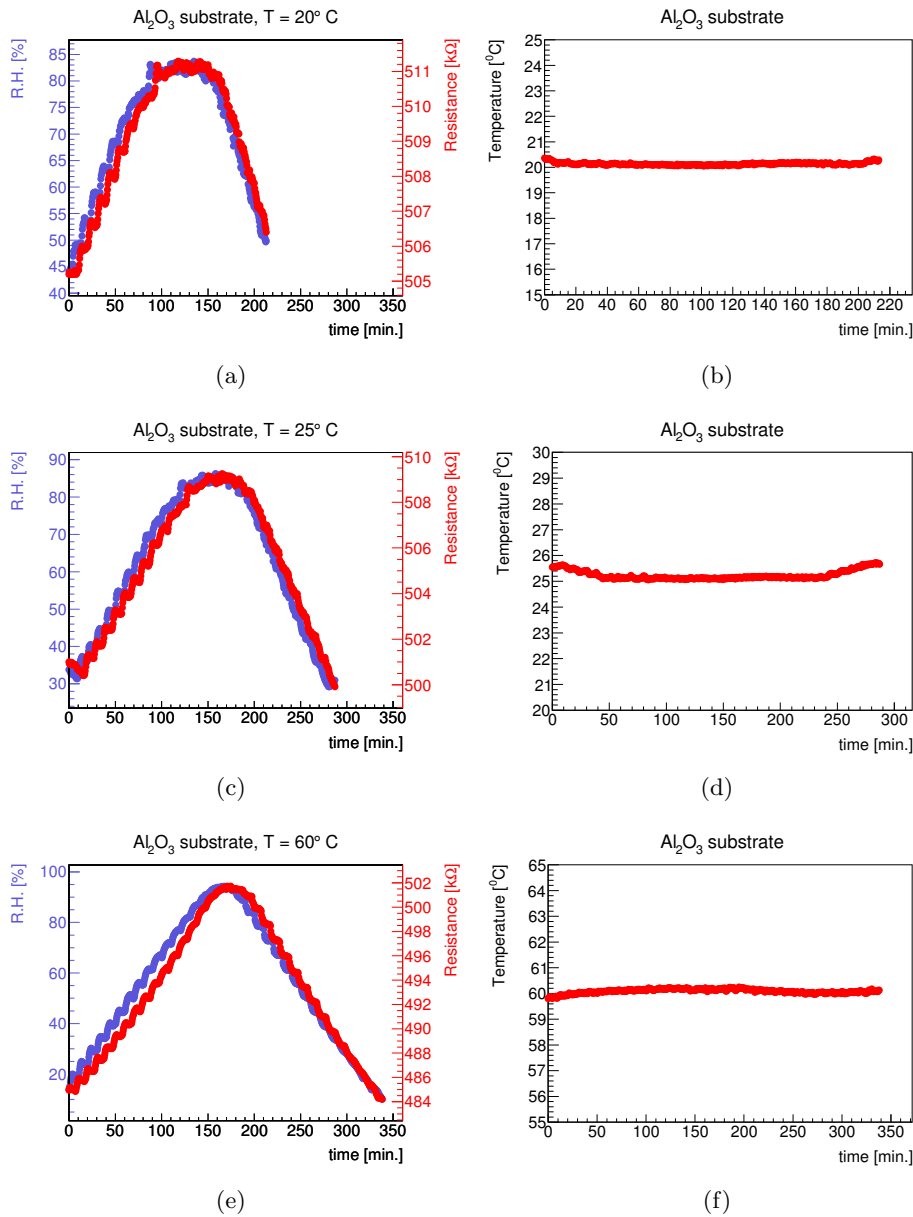 Al₂O₃ substrate, T = 20° C
R.H. [%]
85
80
75
70
65
60
55
50
45
40
511
510
509
508
507
506
505
Resistance [kΩ]
0 50 100 150 200 250 300 350
time [min.]
(a)
Al₂O₃ substrate
Temperature [⁰C]
25
24
23
22
21
20
19
18
17
16
15
0 20 40 60 80 100 120 140 160 180 200 220
time [min.]
(b)
Al₂O₃ substrate, T = 25° C
R.H. [%]
90
80
70
60
50
40
30
510
508
506
504
502
501
500
Resistance [kΩ]
0 50 100 150 200 250 300 350
time [min.]
(c)
Al₂O₃ substrate
Temperature [⁰C]
30
29
28
27
26
25
24
23
22
21
20
0 50 100 150 200 250 300
time [min.]
(d)
Al₂O₃ substrate, T = 60° C
R.H. [%]
100
80
60
40
20
502
500
498
496
494
492
490
488
486
484
Resistance [kΩ]
0 50 100 150 200 250 300 350
time [min.]
(e)
Al₂O₃ substrate
Temperature [⁰C]
65
64
63
62
61
60
59
58
57
56
55
0 50 100 150 200 250 300 350
time [min.]
(f)